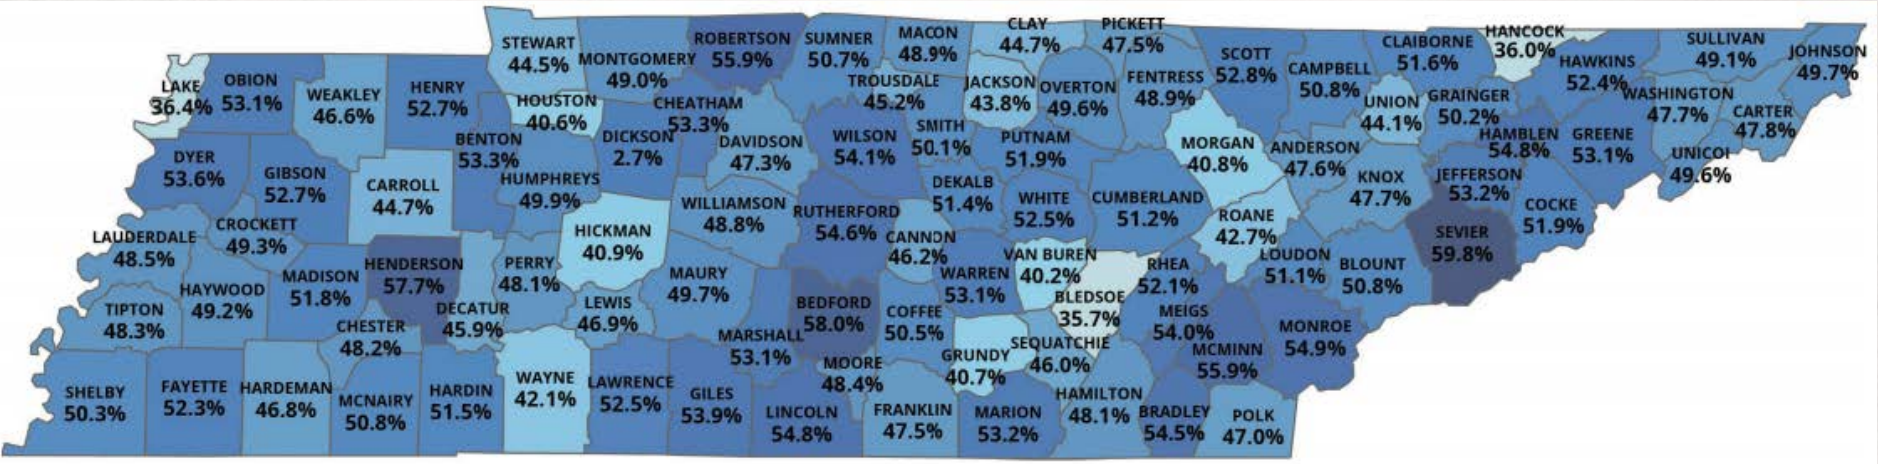 LAKE
36.4%
OBION
53.1%
WEAKLEY
46.6%
HENRY
52.7%
STEWART
44.5%
MONTGOMERY
49.0%
ROBERTSON
55.9%
SUMNER
50.7%
MACON
48.9%
CLAY
44.7%
PICKETT
47.5%
SCOTT
52.8%
CAMPBELL
50.8%
CLAIBORNE
51.6%
HANCOCK
36.0%
HAWKINS
52.4%
SULLIVAN
49.1%
JOHNSON
49.7%
HOUSTON
40.6%
CHEATHAM
53.3%
TROUSDALE
45.2%
JACKSON
43.8%
OVERTON
49.6%
FENTRESS
48.9%
UNION
44.1%
GRAINGER
50.2%
WASHINGTON
47.7%
CARTER
47.8%
DYER
53.6%
GIBSON
52.7%
CARROLL
44.7%
BENTON
53.3%
HUMPHREYS
49.9%
DICKSON
2.7%
DAVIDSON
47.3%
WILSON
54.1%
SMITH
50.1%
PUTNAM
51.9%
MORGAN
40.8%
ANDERSON
47.6%
KNOX
47.7%
HAMBLEN
54.8%
GREENE
53.1%
UNICOI
49.6%
JEFFERSON
53.2%
COCKE
51.9%
LAUDERDALE
48.5%
CROCKETT
49.3%
WILLIAMSON
48.8%
RUTHERFORD
54.6%
DEKALB
51.4%
WHITE
52.5%
CUMBERLAND
51.2%
ROANE
42.7%
SEVIER
59.8%
HAYWOOD
49.2%
MADISON
51.8%
HENDERSON
57.7%
DECATUR
45.9%
PERRY
48.1%
HICKMAN
40.9%
MAURY
49.7%
CANNON
46.2%
WARREN
53.1%
VAN BUREN
40.2%
BLEDSOE
35.7%
RHEA
52.1%
LOUDON
51.1%
BLOUNT
50.8%
TIPTON
48.3%
CHESTER
48.2%
LEWIS
46.9%
MARSHALL
53.1%
BEDFORD
58.0%
COFFEE
50.5%
GRUNDY
40.7%
SEQUATCHIE
46.0%
MEIGS
54.0%
MCMINN
55.9%
MONROE
54.9%
SHELBY
50.3%
FAYETTE
52.3%
HARDEMAN
46.8%
MCNAIRY
50.8%
HARDIN
51.5%
WAYNE
42.1%
LAWRENCE
52.5%
GILES
53.9%
LINCOLN
54.8%
MOORE
48.4%
FRANKLIN
47.5%
MARION
53.2%
HAMILTON
48.1%
BRADLEY
54.5%
POLK
47.0%